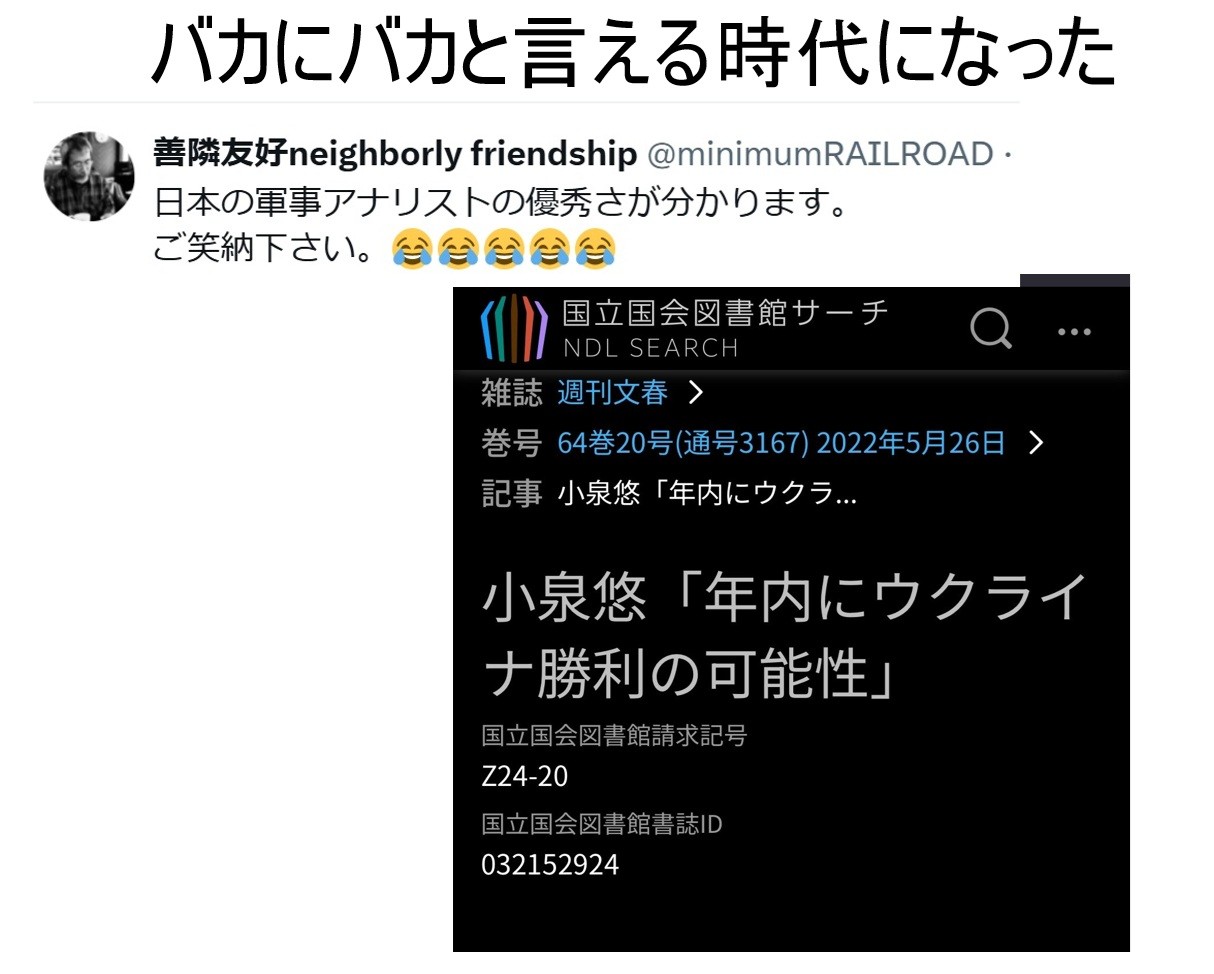 バカにバカと言える時代になった
善隣友好neighborly friendship @minimumRAILROAD ·
日本の軍事アナリストの優秀さが分かります。
ご笑納下さい。😂😂😂😂😂
国立国会図書館サーチ
NDL SEARCH
雑誌 週刊文春
巻号 64巻20号(通号3167) 2022年5月26日
記事 小泉悠「年内にウクラ...
小泉悠「年内にウクライ
ナ勝利の可能性」
国立国会図書館請求記号
Z24-20
国立国会図書館書誌ID
032152924